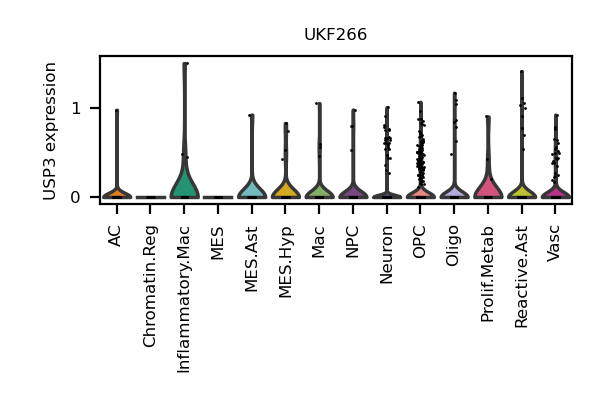 UKF266
USP3 expression
1
0
AC
Chromatin.Reg
Inflammatory.Mac
MES
MES.Ast
MES.Hyp
Mac
NPC
Neuron
OPC
Oligo
Prolif.Metab
Reactive.Ast
Vasc